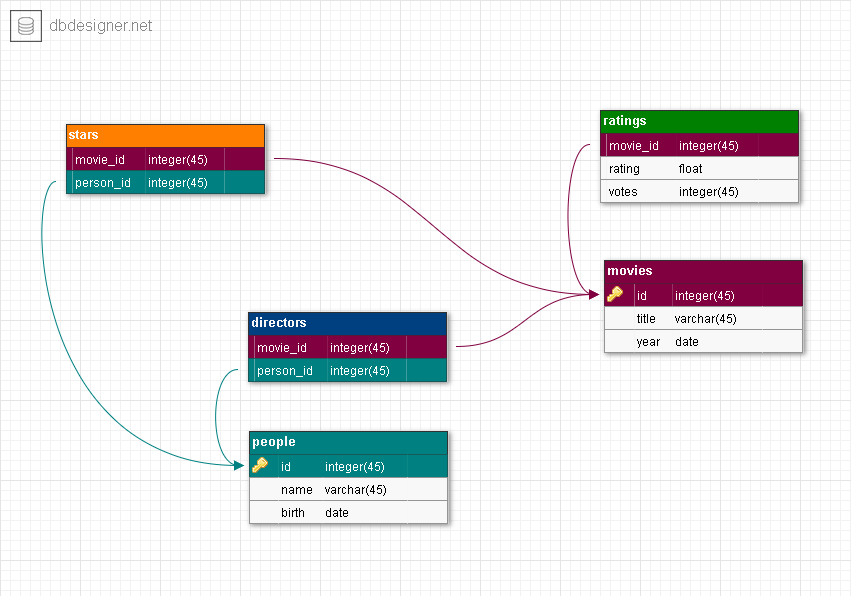 dbdesigner.net
stars
movie_id integer(45)
person_id integer(45)
ratings
movie_id integer(45)
rating float
votes integer(45)
movies
id integer(45)
title varchar(45)
year date
directors
movie_id integer(45)
person_id integer(45)
people
id integer(45)
name varchar(45)
birth date